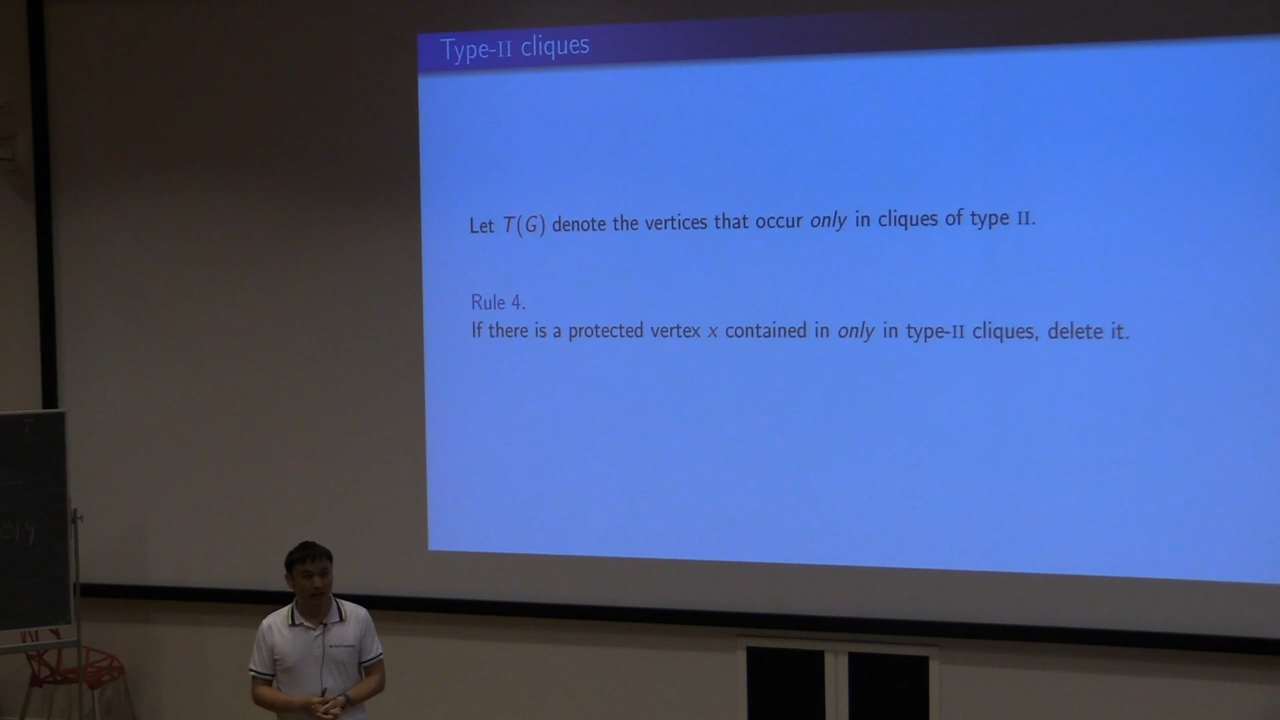 Type-II cliques
Let T(G) denote the vertices that occur only in cliques of type II.
Rule 4.
If there is a protected vertex x contained in only in type-II cliques, delete it.